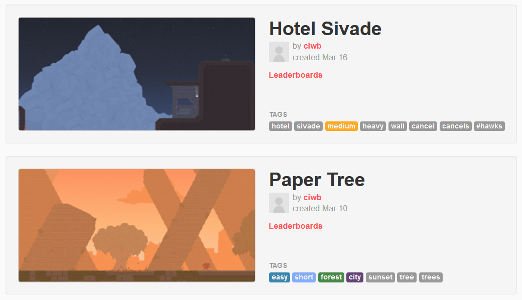 Hotel Sivade
by ciwb
created Mar 16
Leaderboards
TAGS
hotel sivade medium heavy wall cancel cancels #hawks
Paper Tree
by ciwb
created Mar 10
Leaderboards
TAGS
easy short forest city sunset tree trees